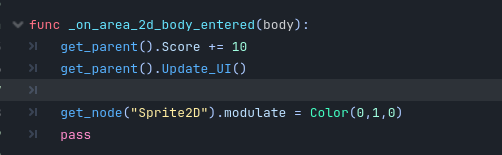 func _on_area_2d_body_entered(body):
get_parent().Score += 10
get_parent().Update_UI()
get_node("Sprite2D").modulate = Color(0,1,0)
pass